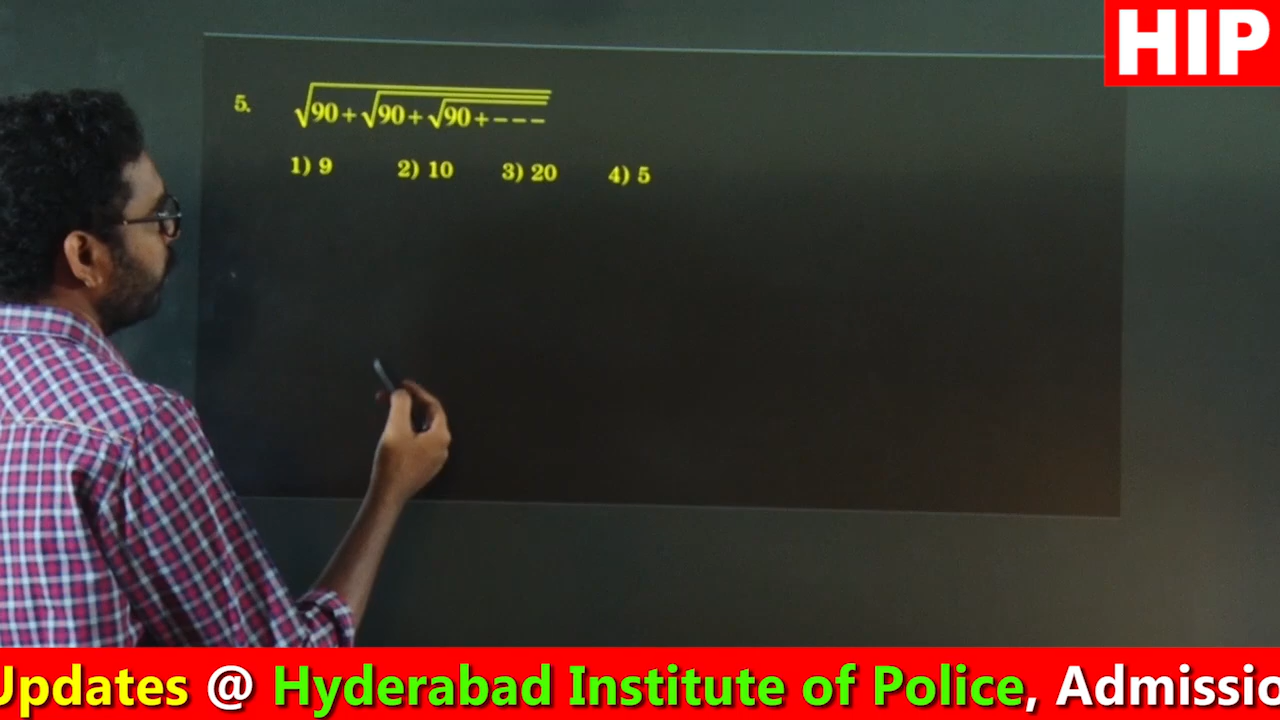 HIP
5. √90+√90+√90+---
1) 9 2) 10 3) 20 4) 5
Updates @ Hyderabad Institute of Police, Admissio